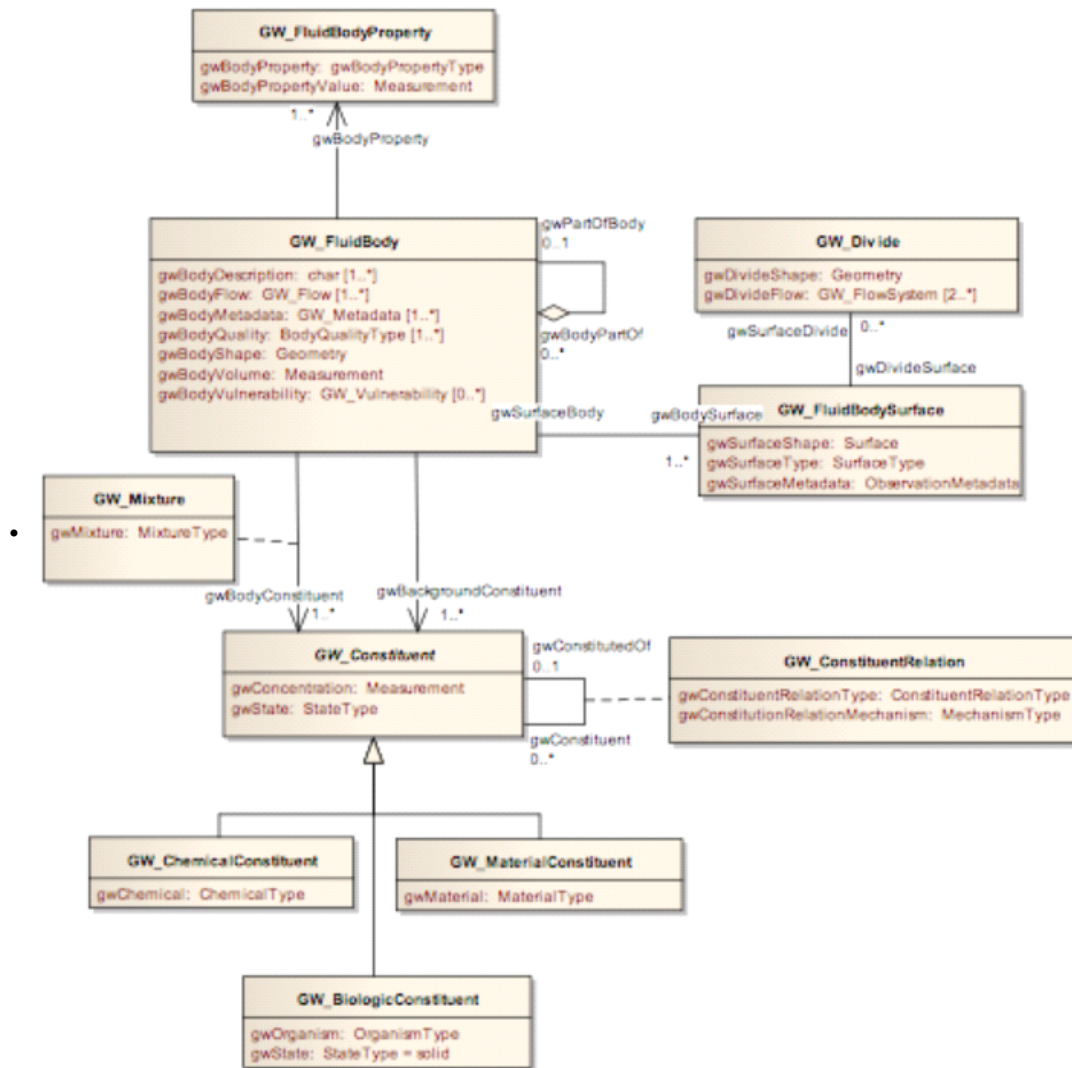 GW_FluidBodyProperty
gwBodyProperty: gwBodyPropertyType
gwBodyPropertyValue: Measurement
1..*
gwBodyProperty
GW_FluidBody
gwBodyDescription: char [1..*]
gwBodyFlow: GW_Flow [1..*]
gwBodyMetadata: GW_Metadata [1..*]
gwBodyQuality: BodyQualityType [1..*]
gwBodyShape: Geometry
gwBodyVolume: Measurement
gwBodyVulnerability: GW_Vulnerability [0..*]
gwPartOfBody
0..1
gwBodyPartOf
0..*
GW_Divide
gwDivideShape: Geometry
gwDivideFlow: GW_FlowSystem [2..*]
gwSurfaceDivide
0..*
gwDivideSurface
gwSurfaceBody
gwBodySurface
1..*
GW_FluidBodySurface
gwSurfaceShape: Surface
gwSurfaceType: SurfaceType
gwSurfaceMetadata: ObservationMetadata
GW_Mixture
gwMixture: MixtureType
gwBodyConstituent
1..*
gwBackgroundConstituent
1..*
GW_Constituent
gwConcentration: Measurement
gwState: StateType
gwConstitutedOf
0..1
gwConstituent
0..*
GW_ConstituentRelation
gwConstituentRelationType: ConstituentRelationType
gwConstitutionRelationMechanism: MechanismType
GW_ChemicalConstituent
gwChemical: ChemicalType
GW_MaterialConstituent
gwMaterial: MaterialType
GW_BiologicConstituent
gwOrganism: OrganismType
gwState: StateType = solid